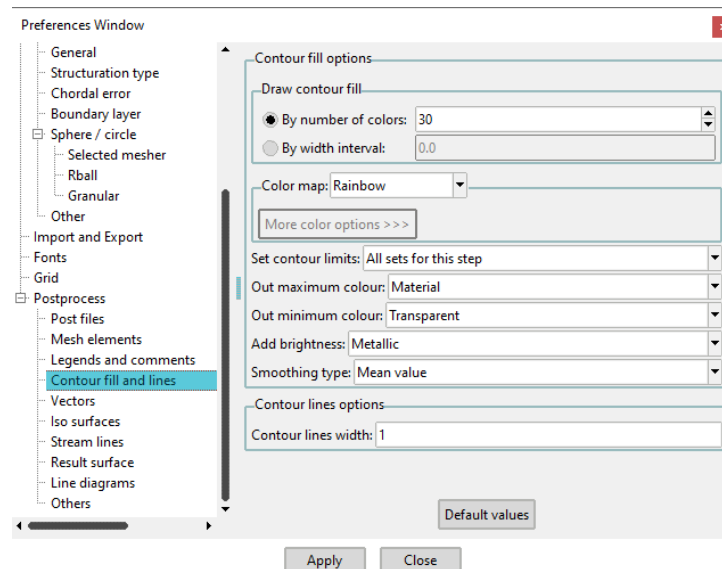 Preferences Window
General
Structuration type
Chordal error
Boundary layer
Sphere / circle
Selected mesher
Rball
Granular
Other
Import and Export
Fonts
Grid
Postprocess
Post files
Mesh elements
Legends and comments
Contour fill and lines
Vectors
Iso surfaces
Stream lines
Result surface
Line diagrams
Others
Contour fill options
Draw contour fill
By number of colors: 30
By width interval: 0.0
Color map: Rainbow
More color options >>>
Set contour limits: All sets for this step
Out maximum colour: Material
Out minimum colour: Transparent
Add brightness: Metallic
Smoothing type: Mean value
Contour lines options
Contour lines width: 1
Default values
Apply Close